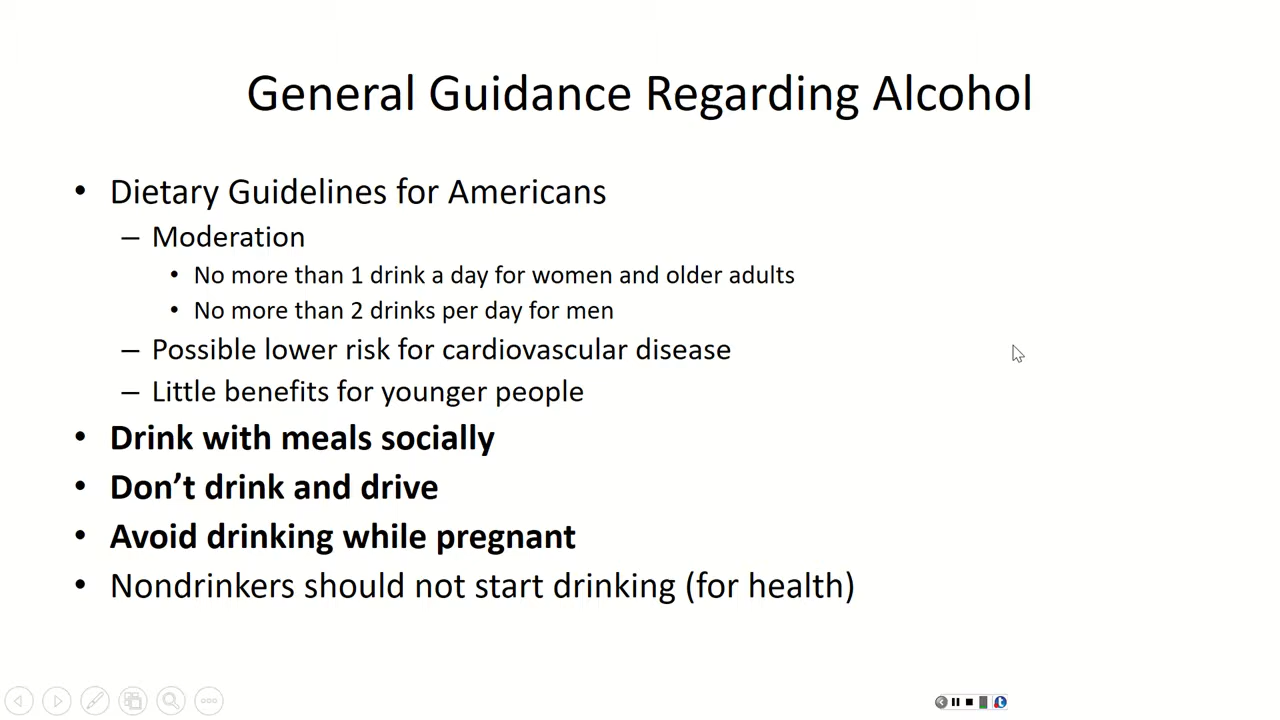 General Guidance Regarding Alcohol
• Dietary Guidelines for Americans
– Moderation
• No more than 1 drink a day for women and older adults
• No more than 2 drinks per day for men
– Possible lower risk for cardiovascular disease
– Little benefits for younger people
• Drink with meals socially
• Don’t drink and drive
• Avoid drinking while pregnant
• Nondrinkers should not start drinking (for health)